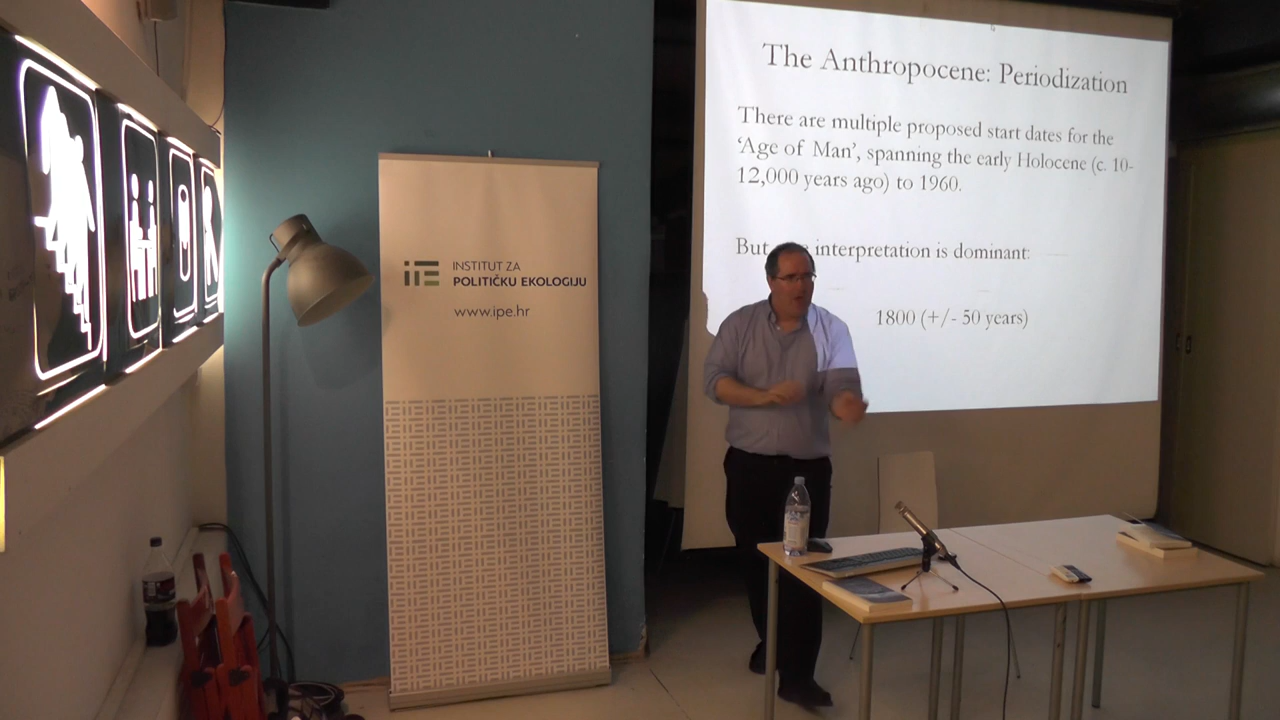 The Anthropocene: Periodization
There are multiple proposed start dates for the
‘Age of Man’, spanning the early Holocene (c. 10-
12,000 years ago) to 1960.
But interpretation is dominant:
1800 (+/- 50 years)
INSTITUT ZA
POLITIČKU EKOLOGIJU
www.ipe.hr